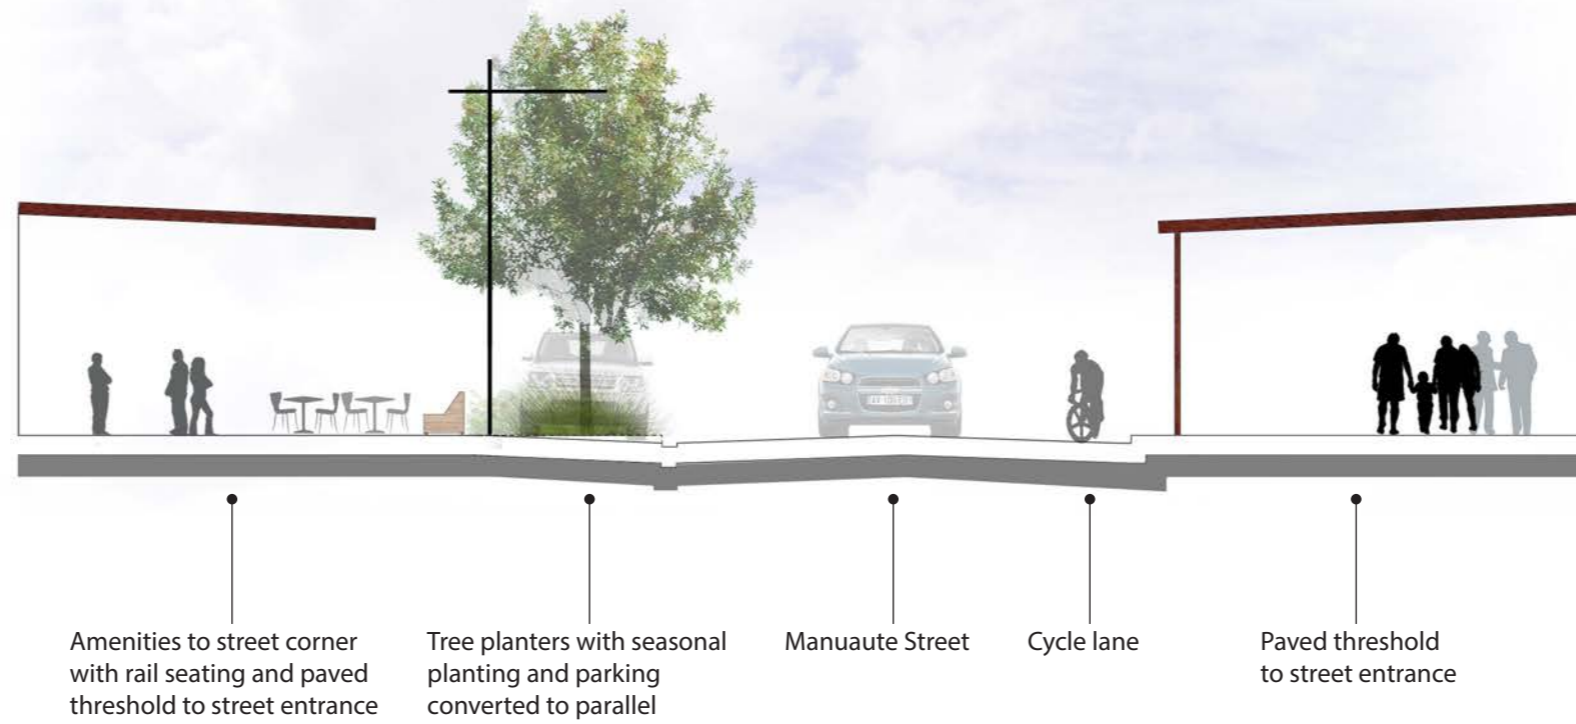 Amenities to street corner
with rail seating and paved
threshold to street entrance
Tree planters with seasonal
planting and parking
converted to parallel
Manuaute Street
Cycle lane
Paved threshold
to street entrance